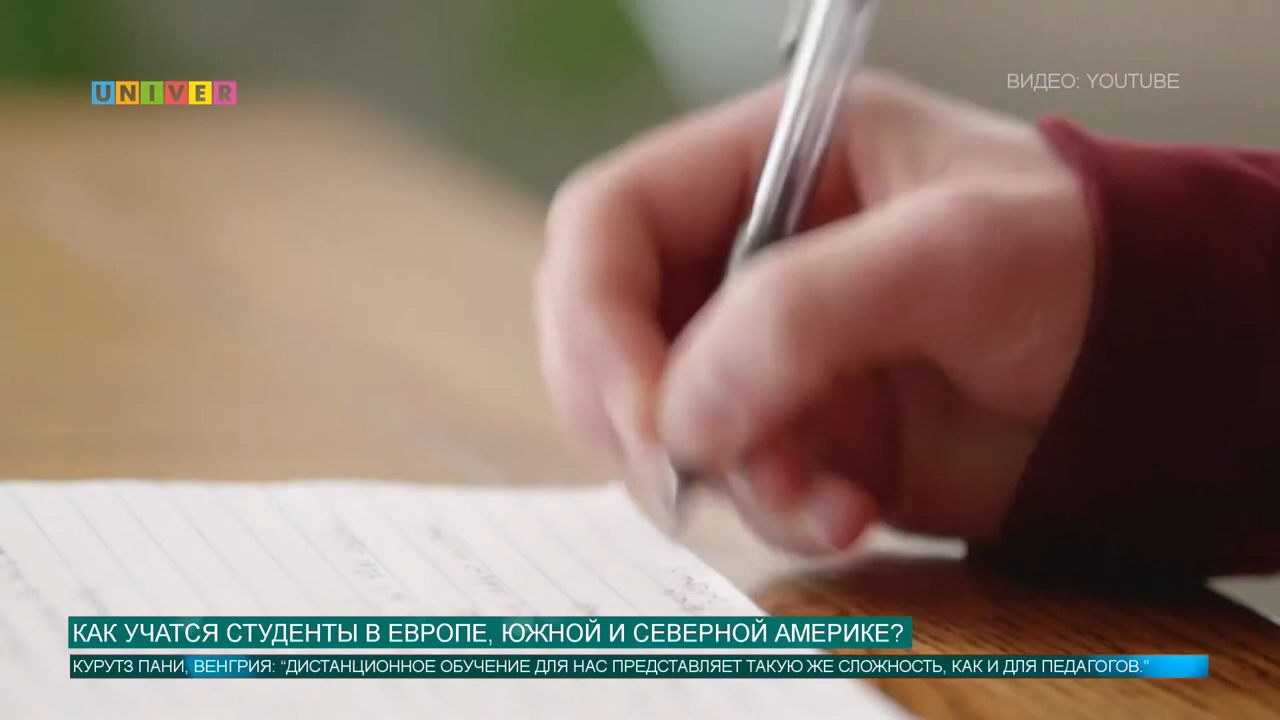 UNIVER
ВИДЕО: YOUTUBE
КАК УЧАТСЯ СТУДЕНТЫ В ЕВРОПЕ, ЮЖНОЙ И СЕВЕРНОЙ АМЕРИКЕ?
КУРУТЗ ПАНИ, ВЕНГРИЯ: “ДИСТАНЦИОННОЕ ОБУЧЕНИЕ ДЛЯ НАС ПРЕДСТАВЛЯЕТ ТАКУЮ ЖЕ СЛОЖНОСТЬ, КАК И ДЛЯ ПЕДАГОГОВ.”